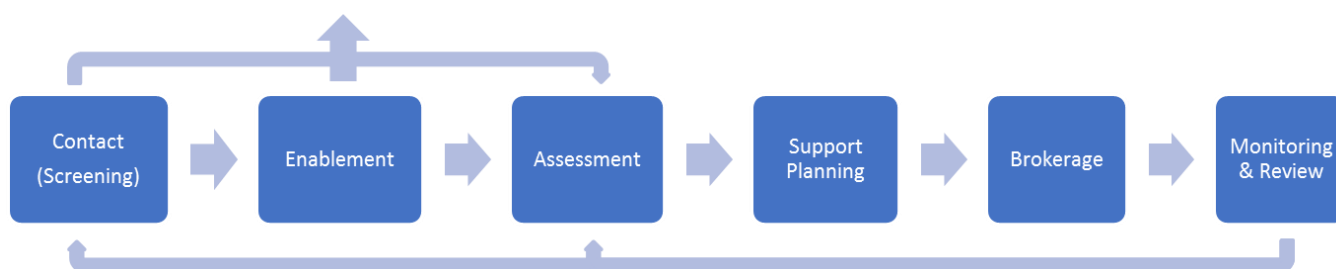 Contact
(Screening)
Enablement
Assessment
Support
Planning
Brokerage
Monitoring
& Review